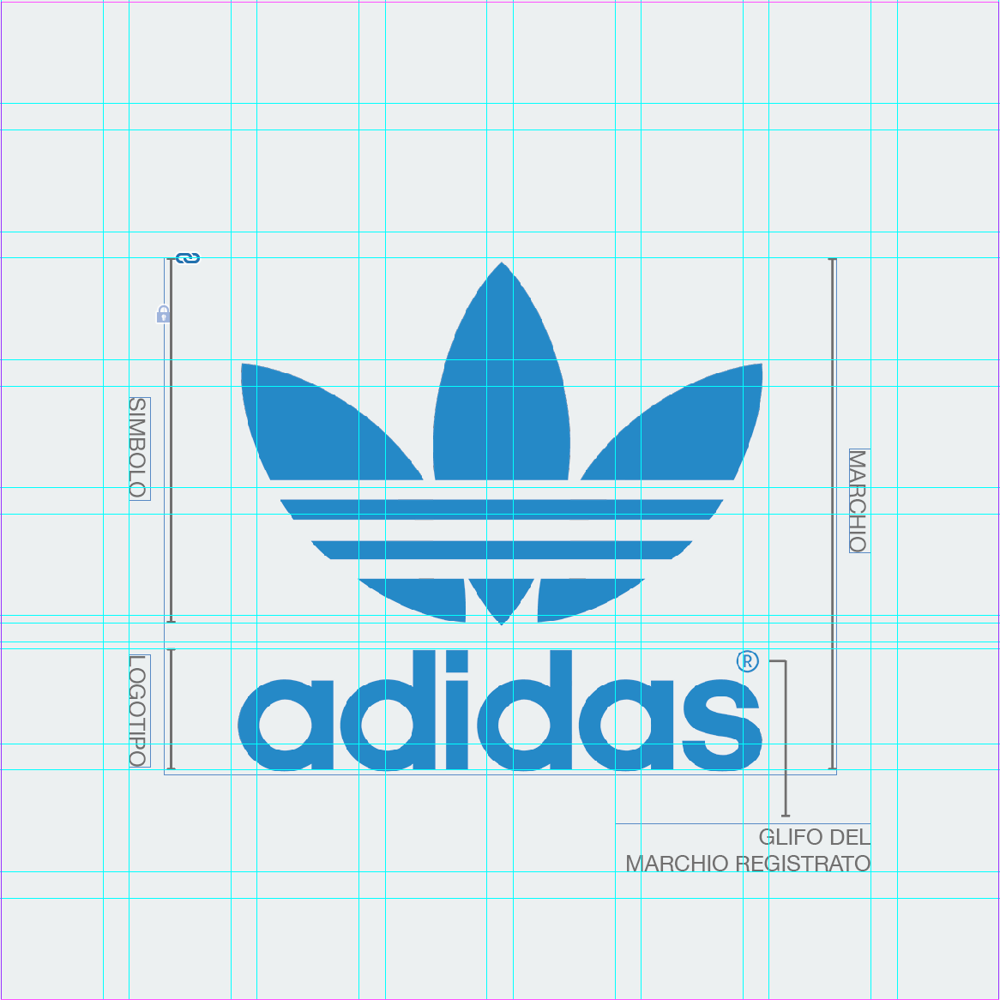 SIMBOLO
MARCHIO
LOGOTIPO
adidas®
GLIFO DEL
MARCHIO REGISTRATO